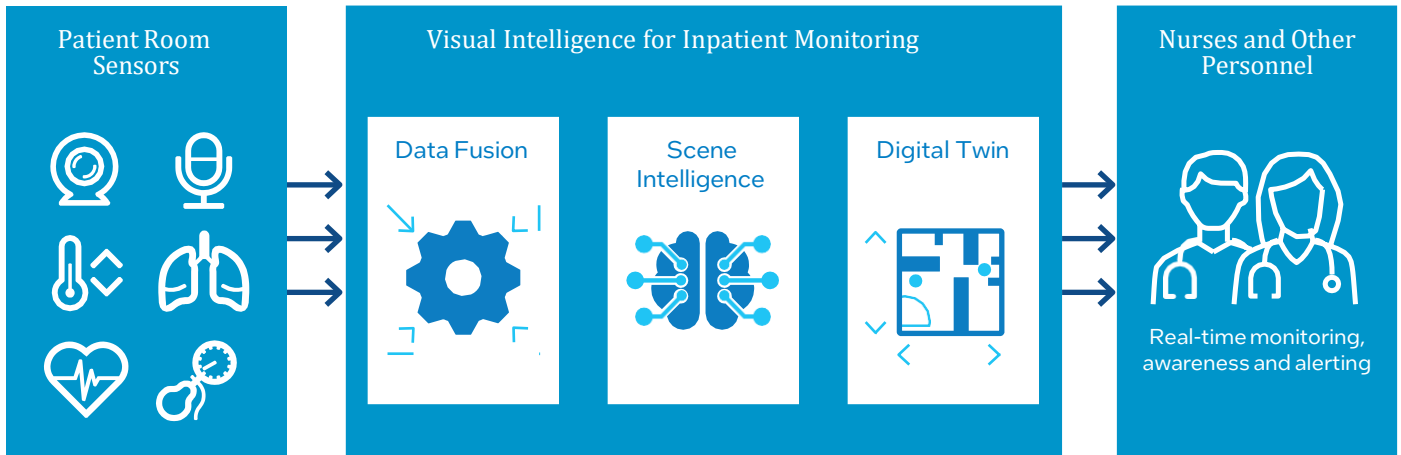 Patient Room
Sensors
Visual Intelligence for Inpatient Monitoring
Data Fusion
Scene
Intelligence
Digital Twin
Nurses and Other
Personnel
Real-time monitoring,
awareness and alerting